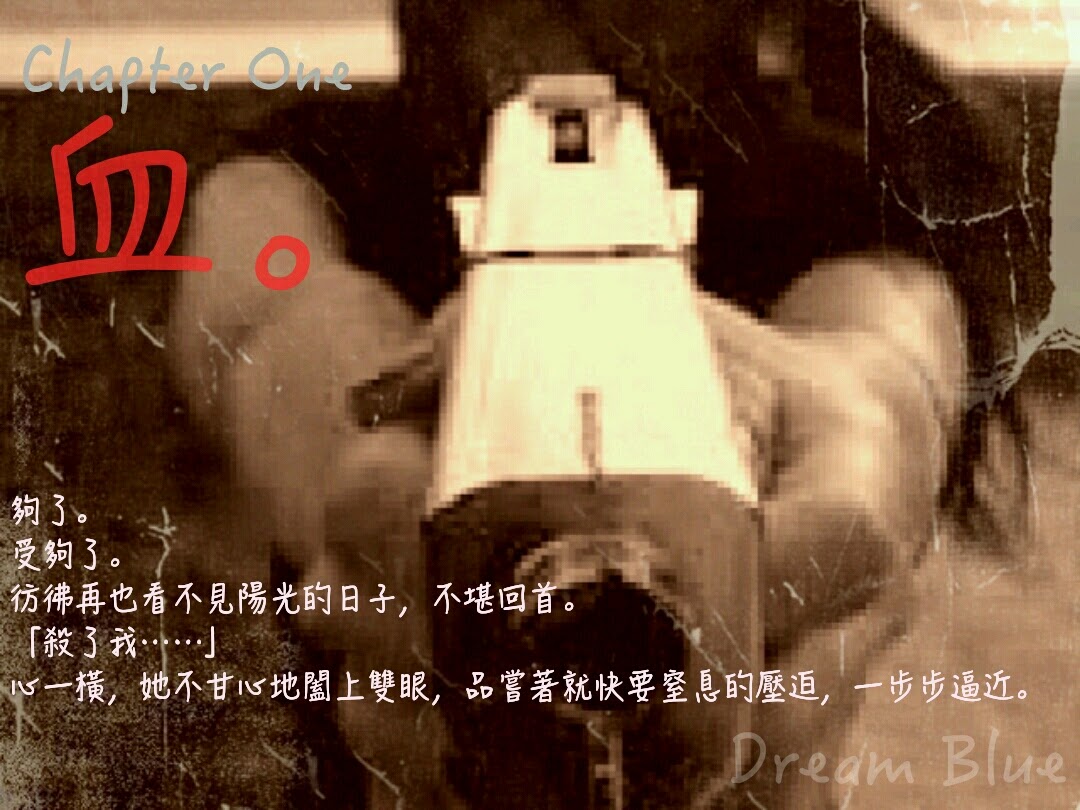 Chapter One
血。
夠了。
受夠了。
彷彿再也看不見陽光的日子，不堪回首。
「殺了我……」
心一橫，她不甘心地闔上雙眼，品嘗著就快要窒息的壓迫，一步步逼近。
Dream Blue